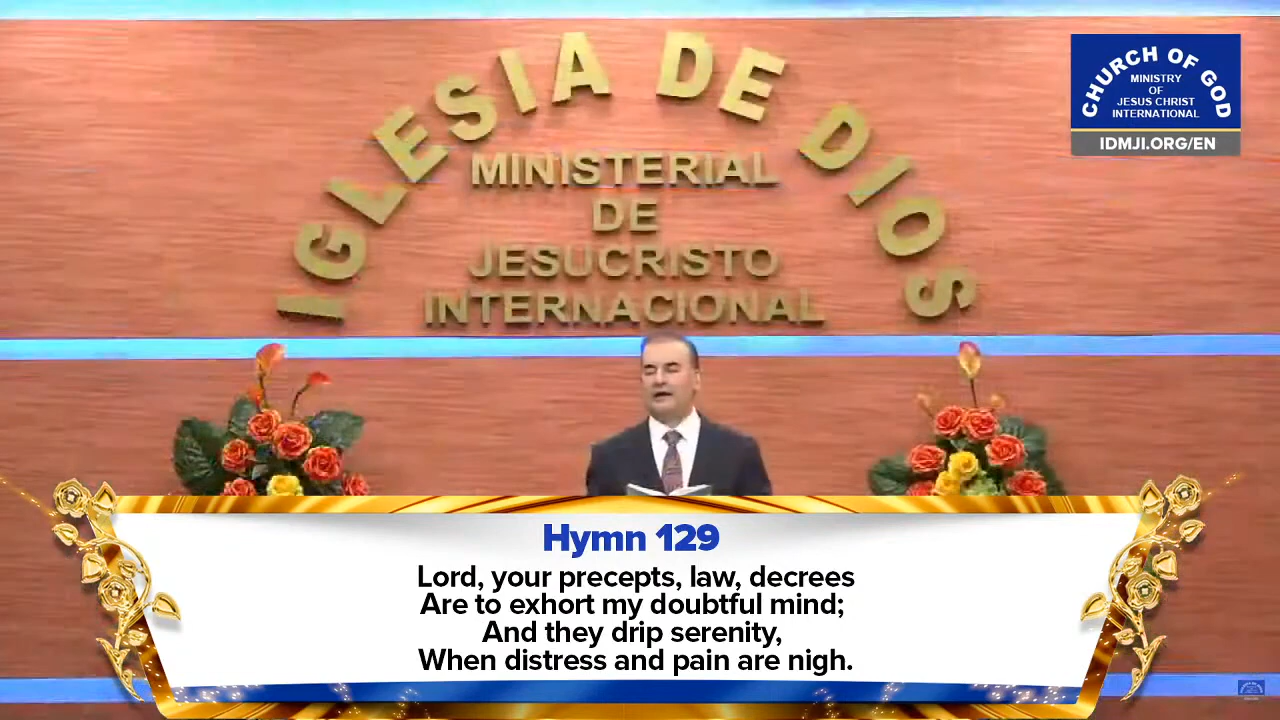 IGLESIA DE DIOS
MINISTERIAL
DE
JESUCRISTO
INTERNACIONAL
CHURCH OF GOD
MINISTRY
OF
JESUS CHRIST
INTERNATIONAL
IDMJI.ORG/EN
Hymn 129
Lord, your precepts, law, decrees
Are to exhort my doubtful mind;
And they drip serenity,
When distress and pain are nigh.